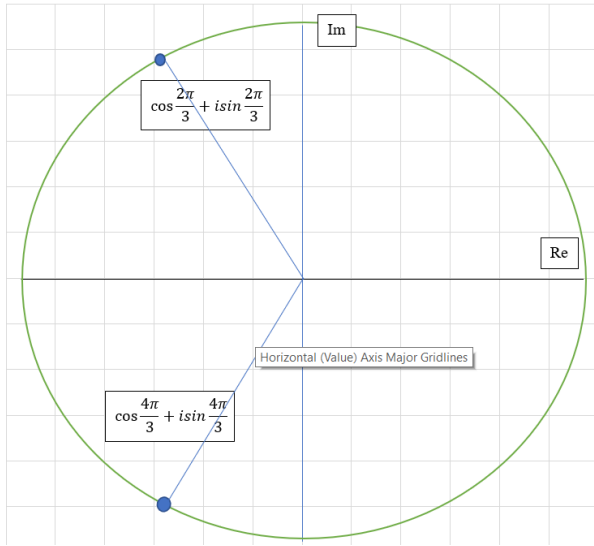 Im
cos 2π/3 + isin 2π/3
Re
Horizontal (Value) Axis Major Gridlines
cos 4π/3 + isin 4π/3